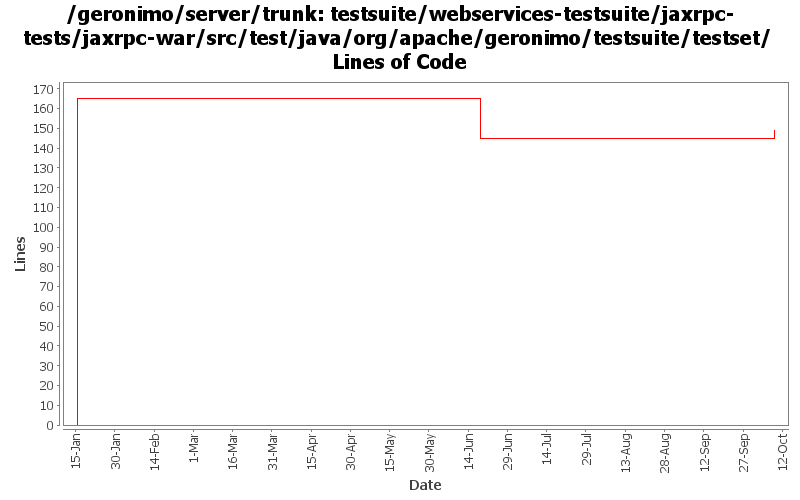 /geronimo/server/trunk: testsuite/webservices-testsuite/jaxrpc-
tests/jaxrpc-war/src/test/java/org/apache/geronimo/testsuite/testset/
Lines of Code
170
160
150
140
130
120
110
100
90
80
70
60
50
40
30
20
10
0
Lines
15-Jan
30-Jan
14-Feb
1-Mar
16-Mar
31-Mar
15-Apr
30-Apr
15-May
30-May
14-Jun
29-Jun
14-Jul
29-Jul
13-Aug
28-Aug
12-Sep
27-Sep
12-Oct
Date